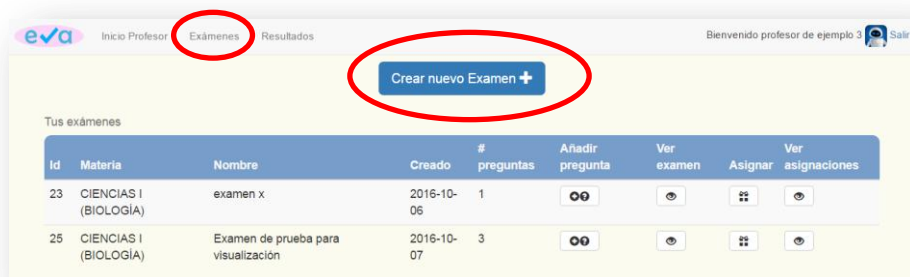 eva Inicio Profesor Exámenes Resultados Bienvenido profesor de ejemplo 3 Salir
Crear nuevo Examen
Tus exámenes
Id Materia Nombre Creado # preguntas Añadir pregunta Ver examen Asignar Ver asignaciones
23 CIENCIAS I (BIOLOGÍA) examen x 2016-10-06 1
25 CIENCIAS I (BIOLOGÍA) Examen de prueba para visualización 2016-10-07 3